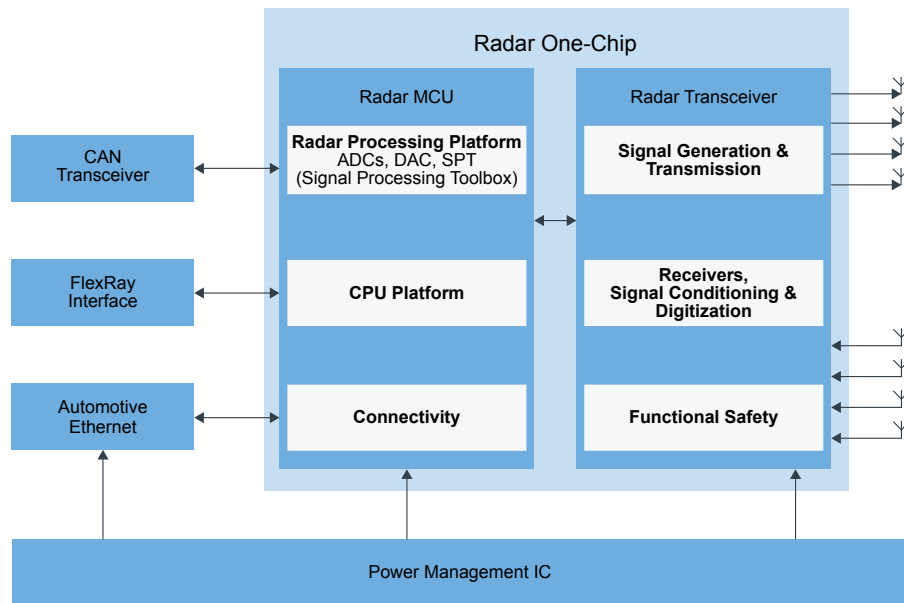 Radar One-Chip
Radar MCU
Radar Processing Platform
ADCs, DAC, SPT
(Signal Processing Toolbox)
CPU Platform
Connectivity
Radar Transceiver
Signal Generation &
Transmission
Receivers,
Signal Conditioning &
Digitization
Functional Safety
CAN
Transceiver
FlexRay
Interface
Automotive
Ethernet
Power Management IC